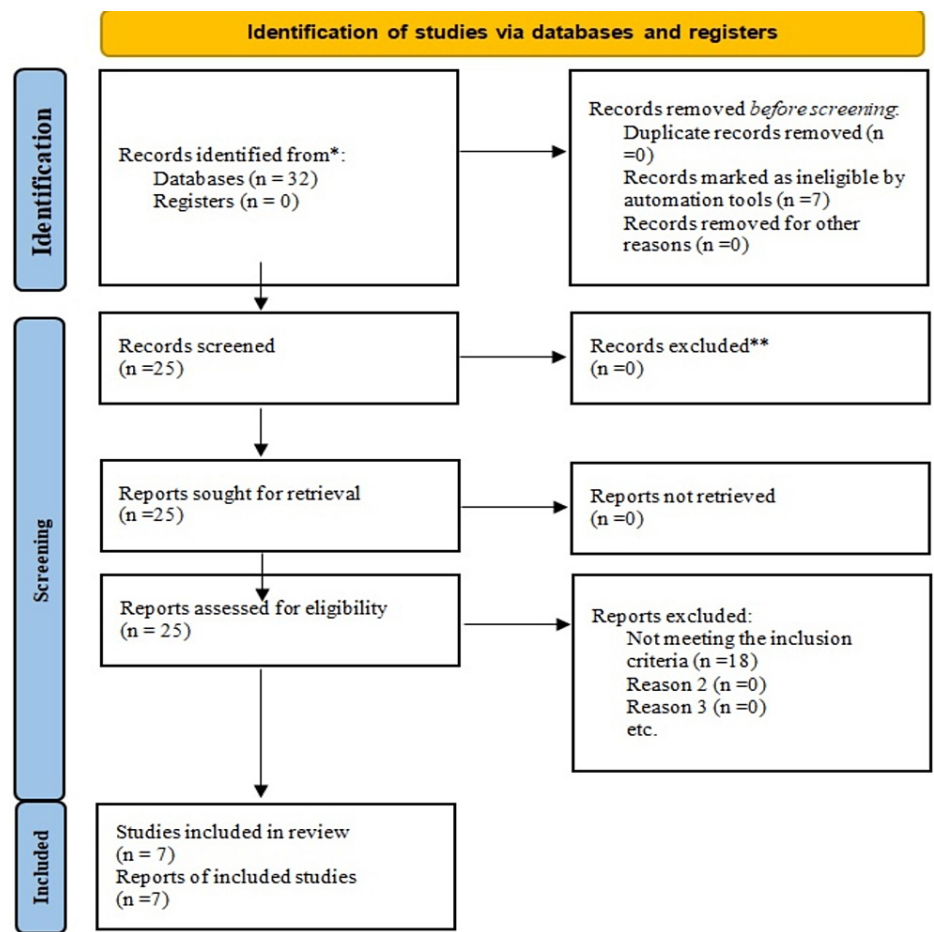 Identification of studies via databases and registers
Identification
Records identified from*:
Databases (n = 32)
Registers (n = 0)
Records removed before screening:
Duplicate records removed (n
=0)
Records marked as ineligible by
automation tools (n =7)
Records removed for other
reasons (n =0)
Screening
Records screened
(n =25)
Records excluded**
(n =0)
Reports sought for retrieval
(n =25)
Reports not retrieved
(n =0)
Reports assessed for eligibility
(n = 25)
Reports excluded:
Not meeting the inclusion
criteria (n =18)
Reason 2 (n =0)
Reason 3 (n =0)
etc.
Included
Studies included in review
(n = 7)
Reports of included studies
(n =7)